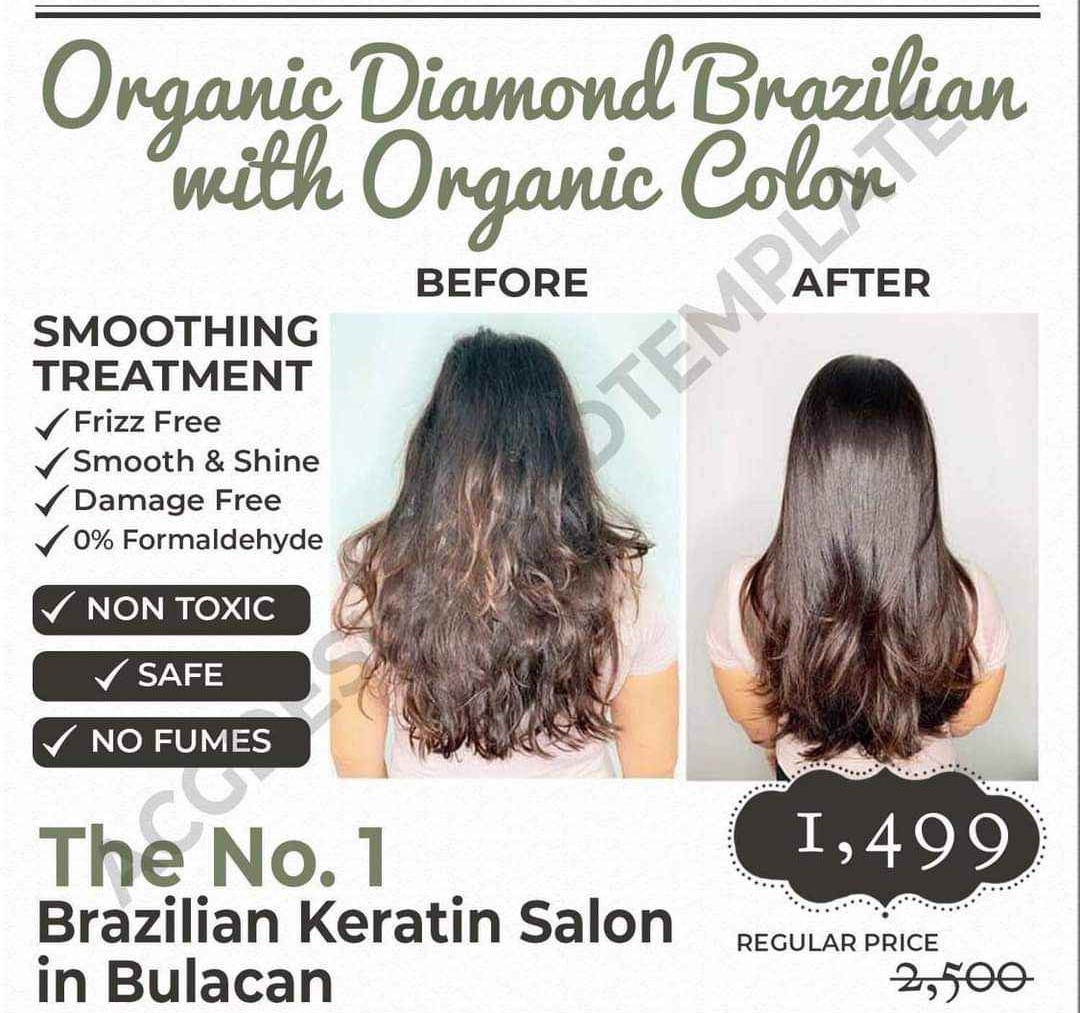 Organic Diamond Brazilian
with Organic Color
BEFORE
AFTER
SMOOTHING
TREATMENT
✓ Frizz Free
✓ Smooth & Shine
✓ Damage Free
✓ 0% Formaldehyde
✓ NON TOXIC
✓ SAFE
✓ NO FUMES
The No. 1
Brazilian Keratin Salon
in Bulacan
1,499
REGULAR PRICE
2,500